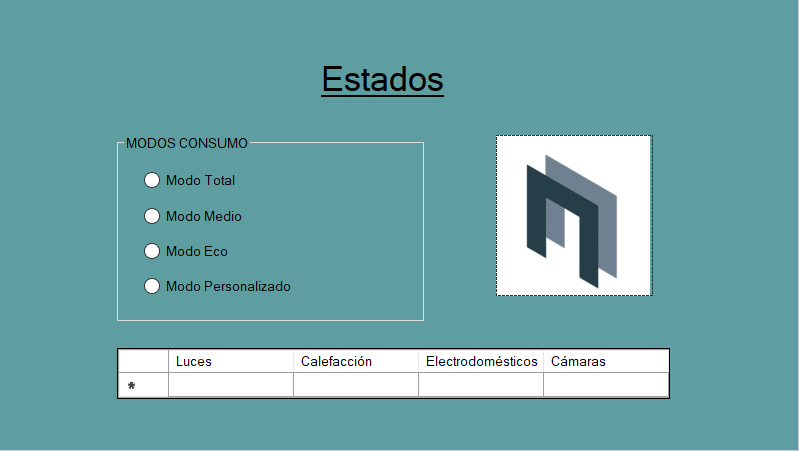 Estados
MODOS CONSUMO
Modo Total
Modo Medio
Modo Eco
Modo Personalizado
Luces Calefacción Electrodomésticos Cámaras
*